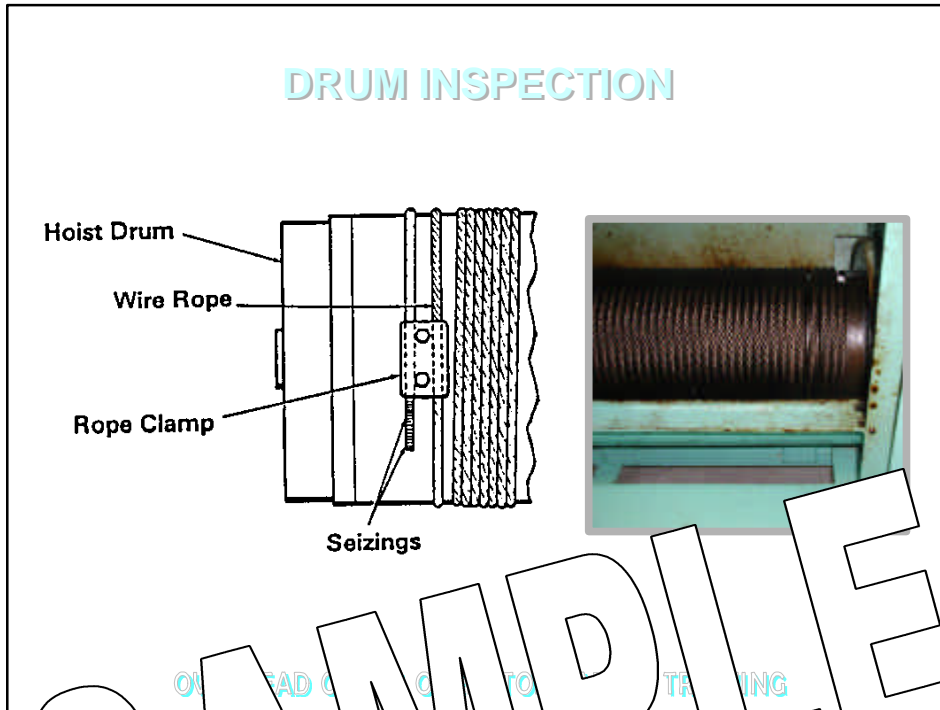 DRUM INSPECTION
Hoist Drum
Wire Rope
Rope Clamp
Seizings
SAMPLE